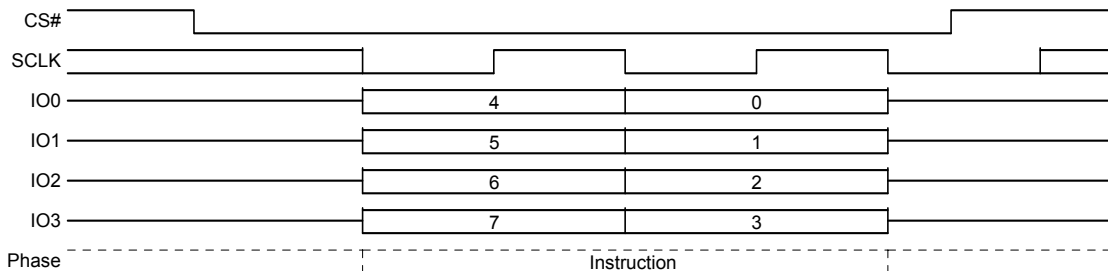 CS#
SCLK
IO0 4 0
IO1 5 1
IO2 6 2
IO3 7 3
Phase Instruction